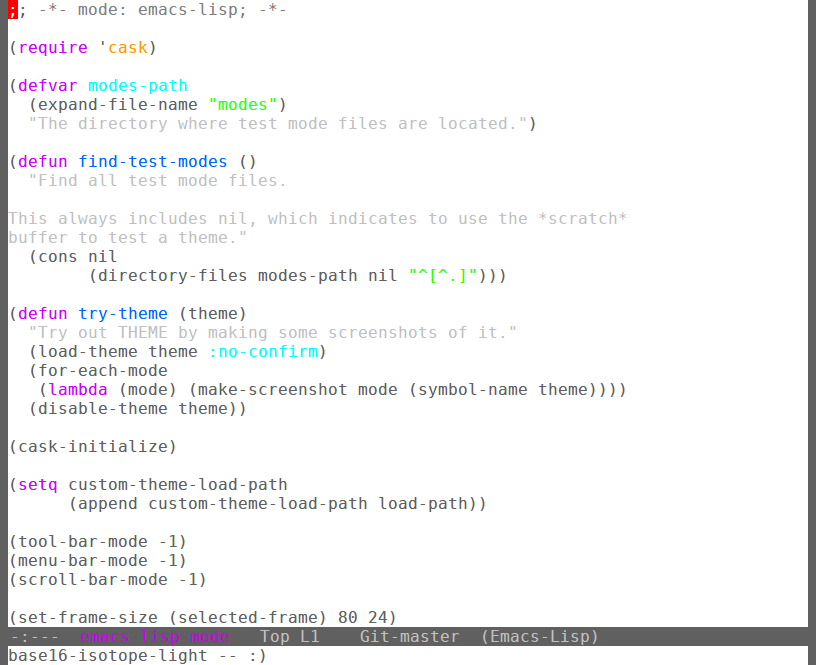 ;; -*- mode: emacs-lisp; -*-

(require 'cask)

(defvar modes-path
  (expand-file-name "modes")
  "The directory where test mode files are located.")

(defun find-test-modes ()
  "Find all test mode files.

This always includes nil, which indicates to use the *scratch*
buffer to test a theme."
  (cons nil
        (directory-files modes-path nil "^[^.]")))

(defun try-theme (theme)
  "Try out THEME by making some screenshots of it."
  (load-theme theme :no-confirm)
  (for-each-mode
   (lambda (mode) (make-screenshot mode (symbol-name theme))))
  (disable-theme theme))

(cask-initialize)

(setq custom-theme-load-path
      (append custom-theme-load-path load-path))

(tool-bar-mode -1)
(menu-bar-mode -1)
(scroll-bar-mode -1)

(set-frame-size (selected-frame) 80 24)
-:---  emacs-lisp-mode   Top L1    Git-master  (Emacs-Lisp)
base16-isotope-light -- :)